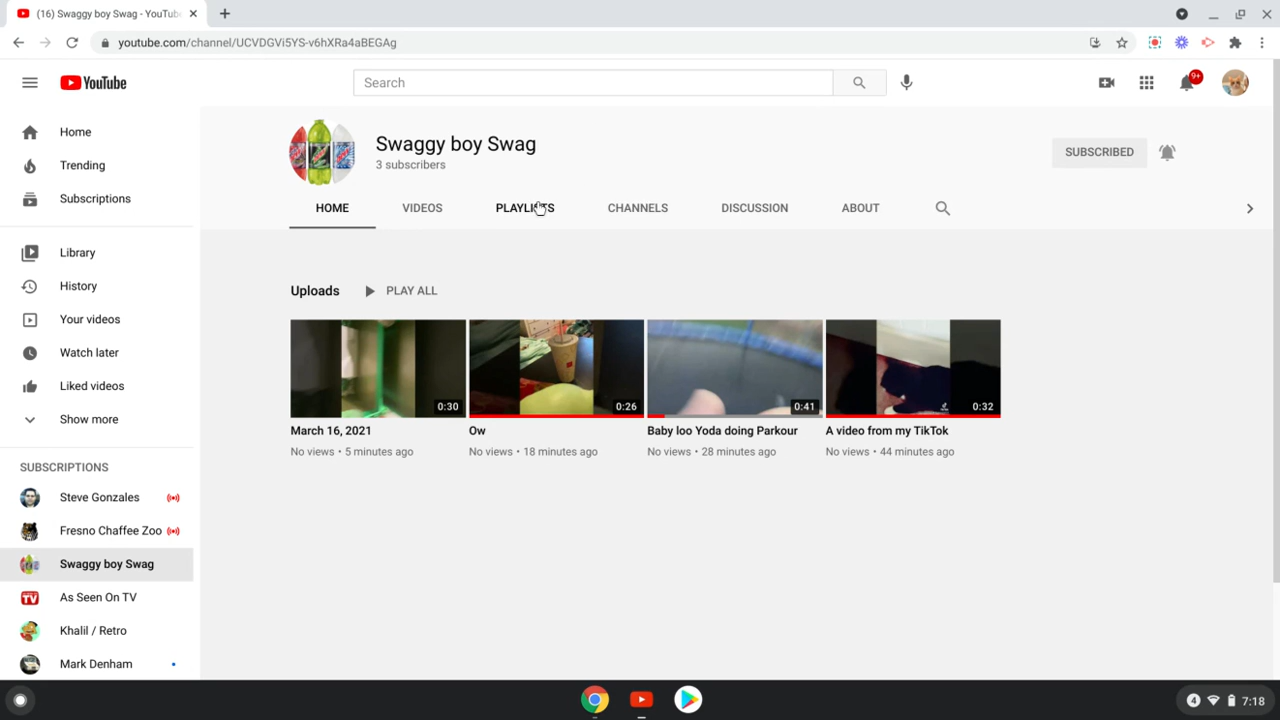 (16) Swaggy boy Swag - YouTub
youtube.com/channel/UCVDGVi5YS-v6hXRa4aBEGAg
YouTube
Search
9+
Home
Trending
Subscriptions
Library
History
Your videos
Watch later
Liked videos
Show more
SUBSCRIPTIONS
Steve Gonzales
Fresno Chaffee Zoo
Swaggy boy Swag
As Seen On TV
Khalil / Retro
Mark Denham
Swaggy boy Swag
3 subscribers
SUBSCRIBED
HOME VIDEOS PLAYLISTS CHANNELS DISCUSSION ABOUT
Uploads PLAY ALL
0:30
March 16, 2021
No views • 5 minutes ago
0:26
Ow
No views • 18 minutes ago
0:41
Baby loo Yoda doing Parkour
No views • 28 minutes ago
0:32
A video from my TikTok
No views • 44 minutes ago
4 7:18